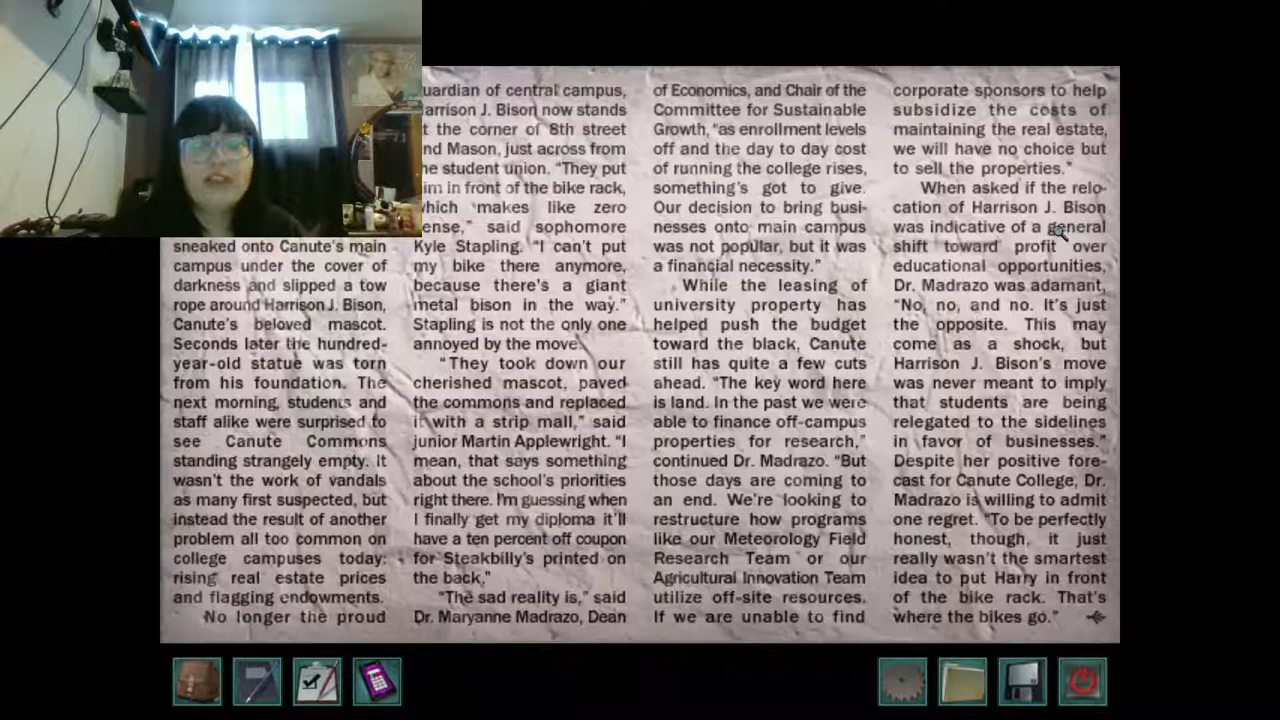 sneaked onto Canute's main
campus under the cover of
darkness and slipped a tow
rope around Harrison J. Bison,
Canute's beloved mascot.
Seconds later the hundred-
year-old statue was torn
from his foundation. The
next morning, students and
staff alike were surprised to
see Canute Commons
standing strangely empty. It
wasn't the work of vandals
as many first suspected, but
instead the result of another
problem all too common on
college campuses today:
rising real estate prices
and flagging endowments.
No longer the proud
uardian of central campus,
arrison J. Bison now stands
t the corner of 8th street
nd Mason, just across from
he student union. "They put
im in front of the bike rack,
which makes like zero
ense," said sophomore
Kyle Stapling. "I can't put
my bike there anymore,
because there's a giant
metal bison in the way."
Stapling is not the only one
annoyed by the move.
"They took down our
cherished mascot, paved
the commons and replaced
it with a strip mall," said
junior Martin Applewright. "I
mean, that says something
about the school's priorities
right there. I'm guessing when
I finally get my diploma it'll
have a ten percent off coupon
for Steakbilly's printed on
the back."
"The sad reality is," said
Dr. Maryanne Madrazo, Dean
of Economics, and Chair of the
Committee for Sustainable
Growth, "as enrollment levels
off and the day to day cost
of running the college rises,
something's got to give.
Our decision to bring busi-
nesses onto main campus
was not popular, but it was
a financial necessity."
While the leasing of
university property has
helped push the budget
toward the black, Canute
still has quite a few cuts
ahead. "The key word here
is land. In the past we were
able to finance off-campus
properties for research,"
continued Dr. Madrazo. "But
those days are coming to
an end. We're looking to
restructure how programs
like our Meteorology Field
Research Team or our
Agricultural Innovation Team
utilize off-site resources.
If we are unable to find
corporate sponsors to help
subsidize the costs of
maintaining the real estate,
we will have no choice but
to sell the properties."
When asked if the relo-
cation of Harrison J. Bison
was indicative of a general
shift toward profit over
educational opportunities,
Dr. Madrazo was adamant,
"No, no, and no. It's just
the opposite. This may
come as a shock, but
Harrison J. Bison's move
was never meant to imply
that students are being
relegated to the sidelines
in favor of businesses."
Despite her positive fore-
cast for Canute College, Dr.
Madrazo is willing to admit
one regret. "To be perfectly
honest, though, it just
really wasn't the smartest
idea to put Harry in front
of the bike rack. That's
where the bikes go."